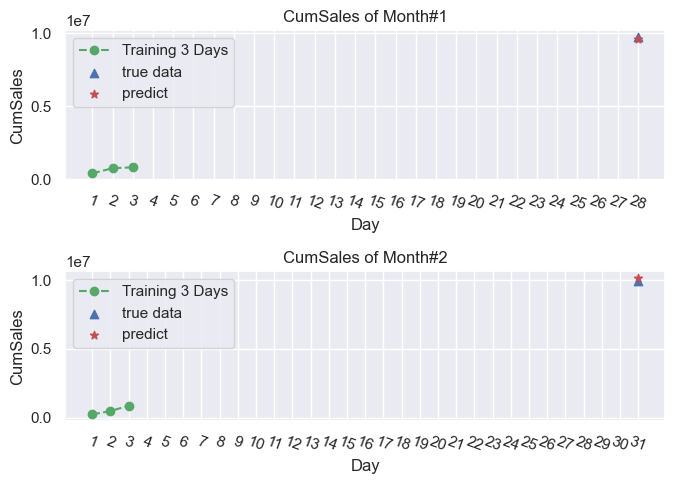 CumSales of Month#1
1e7
1.0
0.5
0.0
CumSales
Training 3 Days
true data
predict
1 2 3 4 5 6 7 8 9 10 11 12 13 14 15 16 17 18 19 20 21 22 23 24 25 26 27 28
Day
CumSales of Month#2
1e7
1.0
0.5
0.0
CumSales
Training 3 Days
true data
predict
1 2 3 4 5 6 7 8 9 10 11 12 13 14 15 16 17 18 19 20 21 22 23 24 25 26 27 28 29 30 31
Day